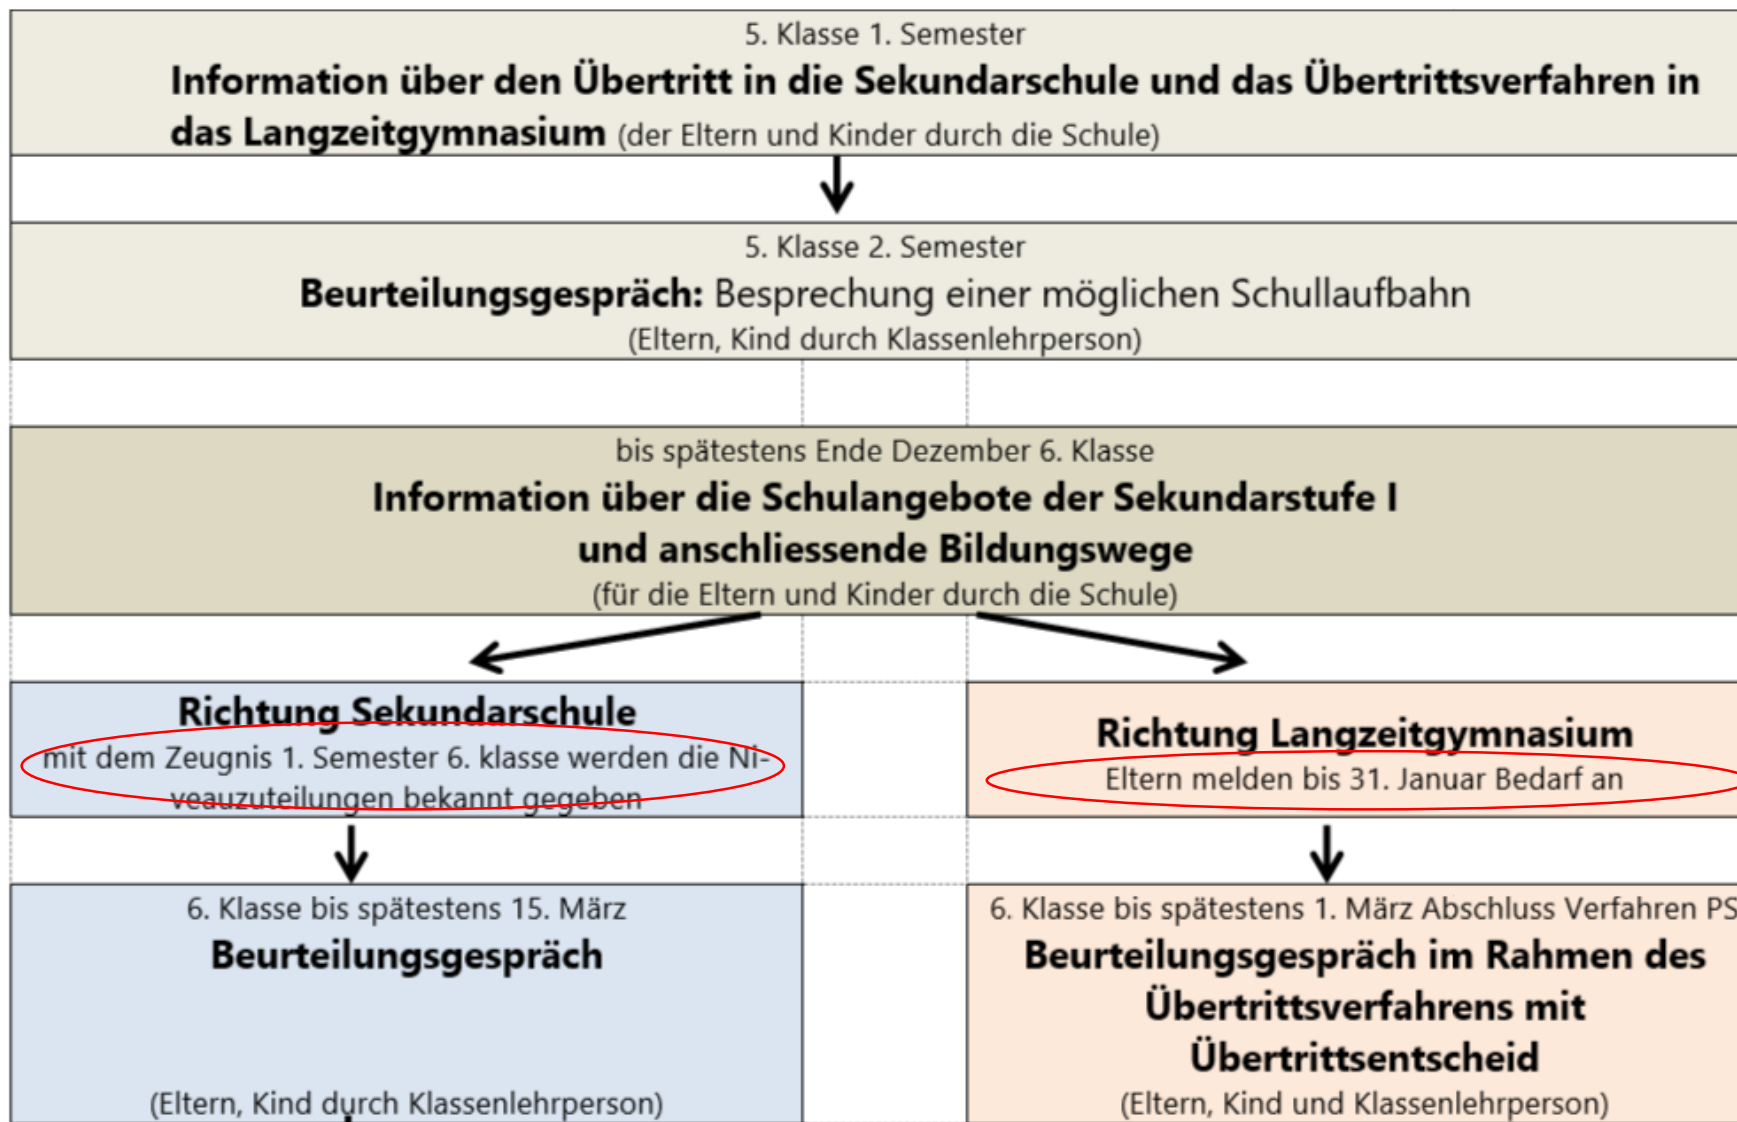 5. Klasse 1. Semester
Information über den Übertritt in die Sekundarschule und das Übertrittsverfahren in
das Langzeitgymnasium (der Eltern und Kinder durch die Schule)
5. Klasse 2. Semester
Beurteilungsgespräch: Besprechung einer möglichen Schullaufbahn
(Eltern, Kind durch Klassenlehrperson)
bis spätestens Ende Dezember 6. Klasse
Information über die Schulangebote der Sekundarstufe I
und anschliessende Bildungswege
(für die Eltern und Kinder durch die Schule)
Richtung Sekundarschule
mit dem Zeugnis 1. Semester 6. klasse werden die Ni-
veauzuteilungen bekannt gegeben
Richtung Langzeitgymnasium
Eltern melden bis 31. Januar Bedarf an
6. Klasse bis spätestens 15. März
Beurteilungsgespräch
(Eltern, Kind durch Klassenlehrperson)
6. Klasse bis spätestens 1. März Abschluss Verfahren PS
Beurteilungsgespräch im Rahmen des
Übertrittsverfahrens mit
Übertrittsentscheid
(Eltern, Kind und Klassenlehrperson)